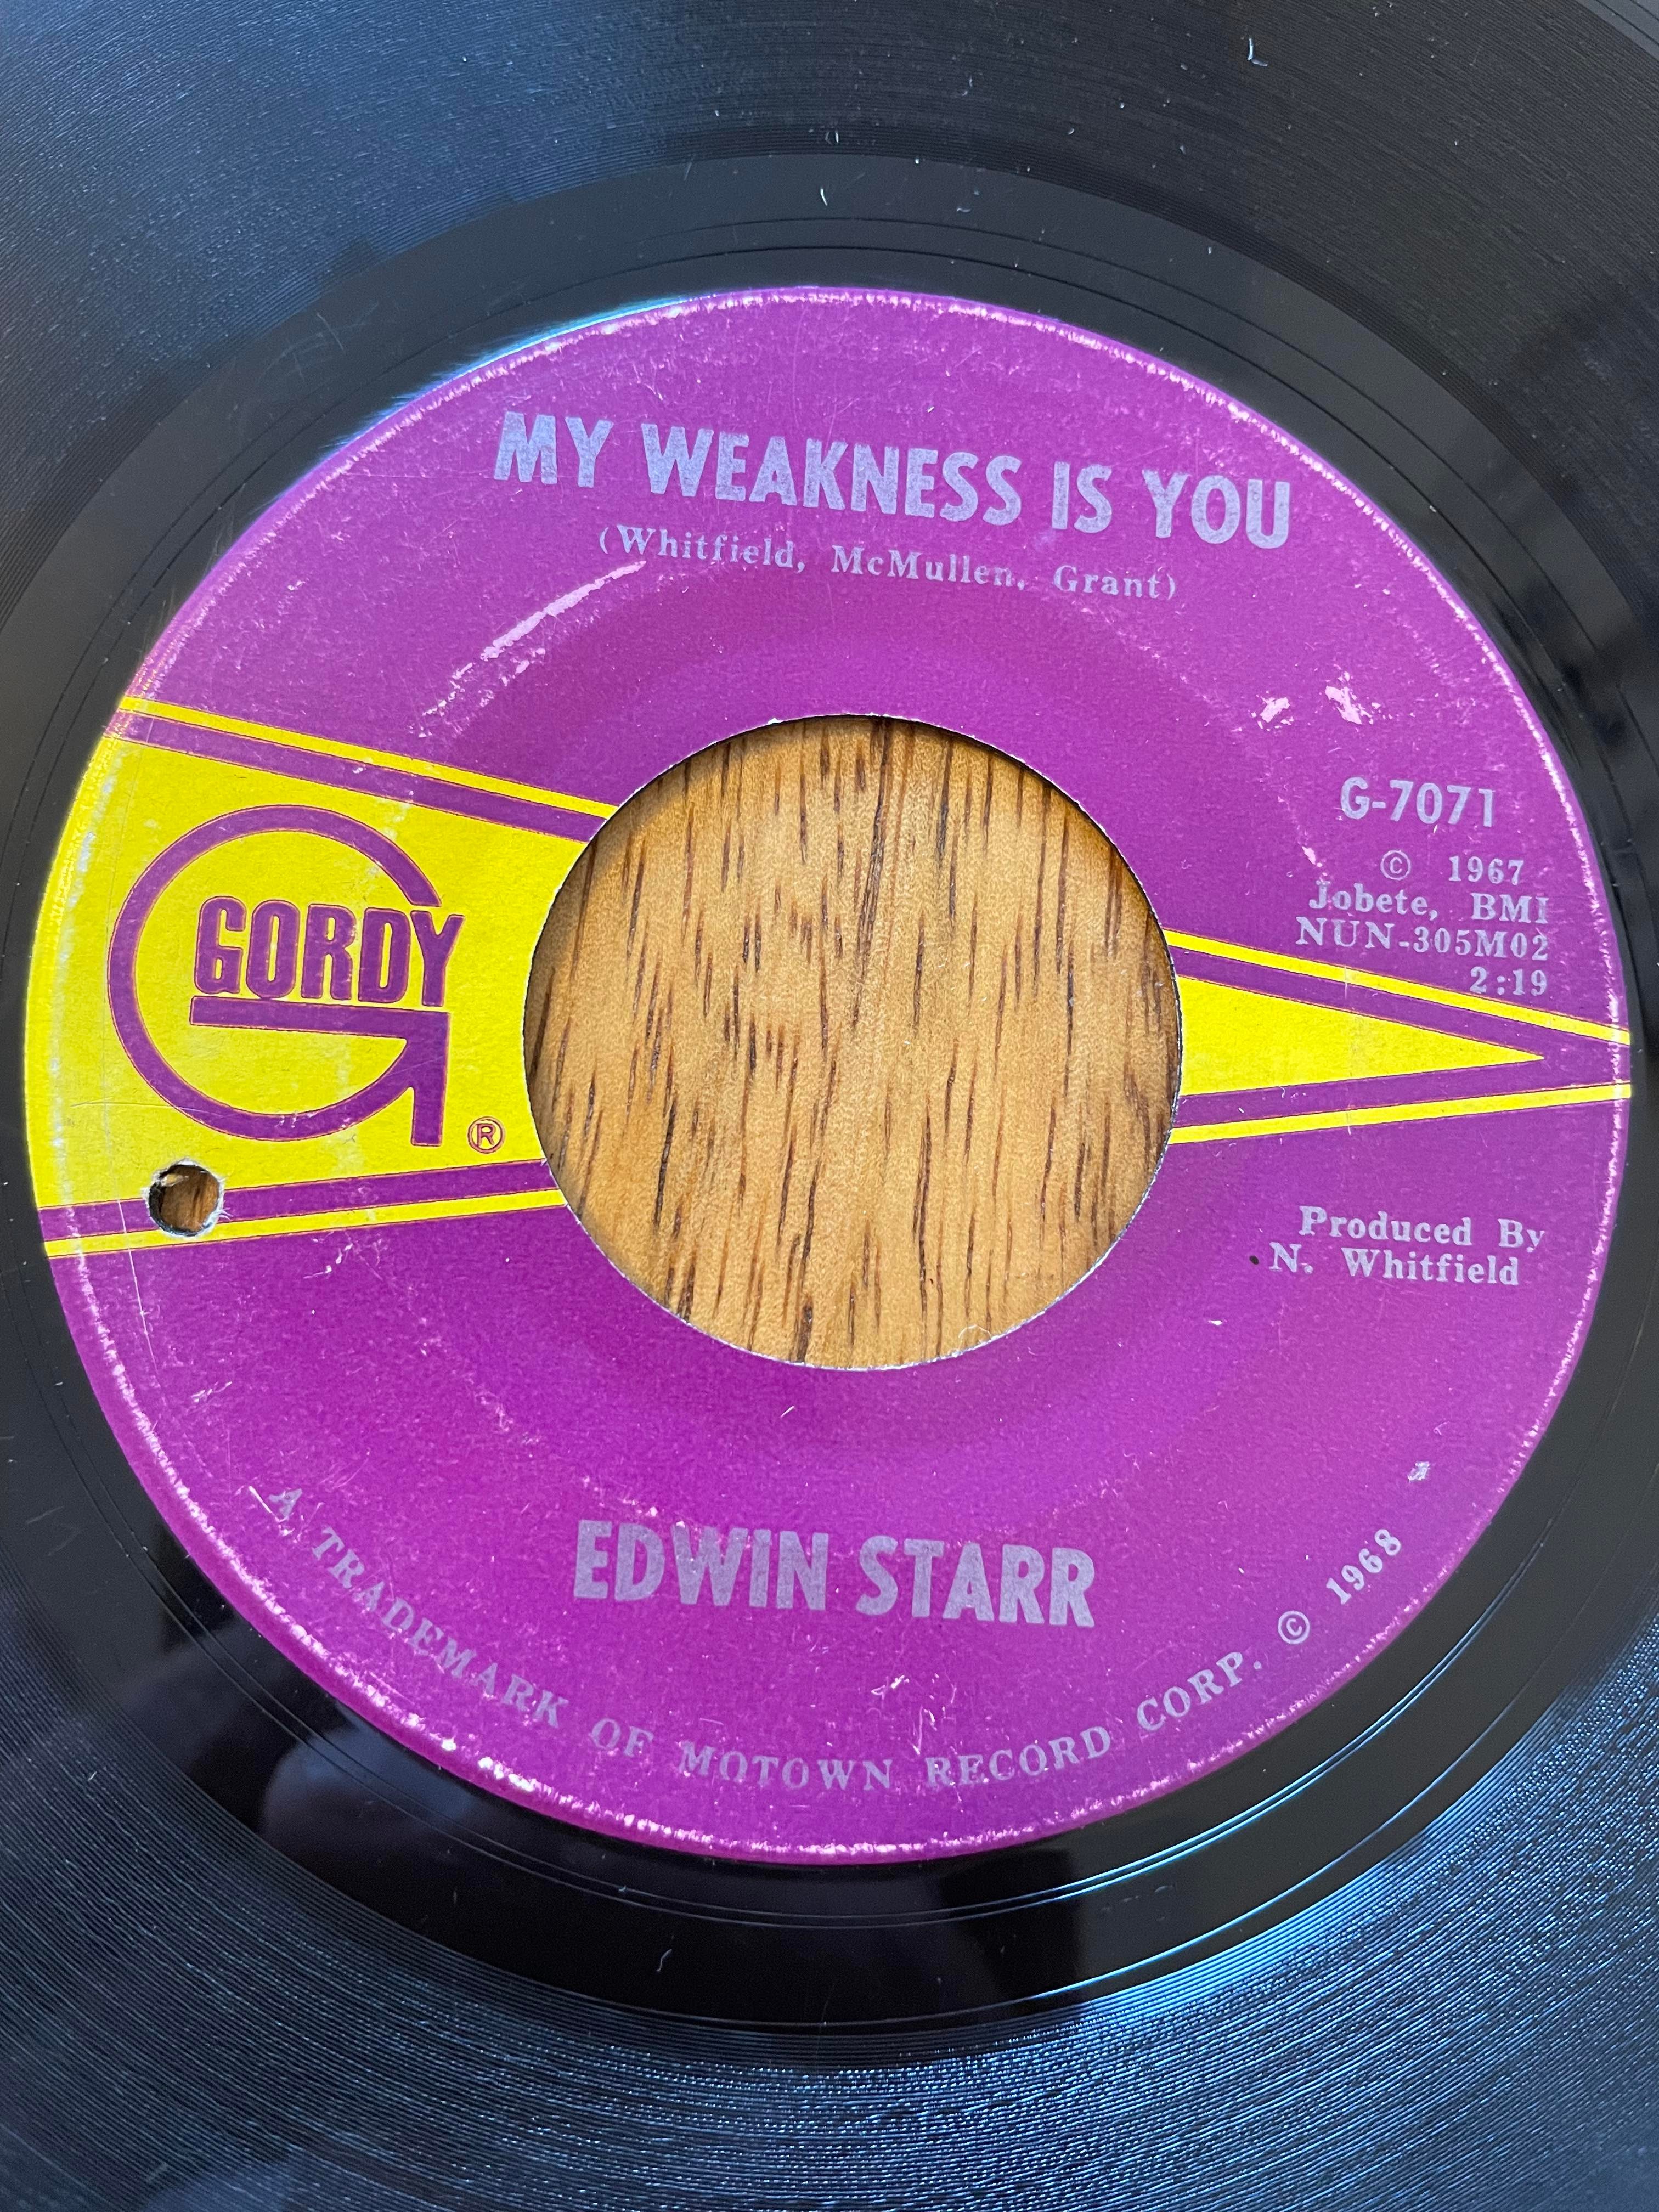 MY WEAKNESS IS YOU
(Whitfield, McMullen, Grant)
G-7071
© 1967
Jobete, BMI
NUN-305M02
2:19
GORDY
®
Produced By
N. Whitfield
EDWIN STARR
A TRADEMARK OF MOTOWN RECORD CORP. © 1968